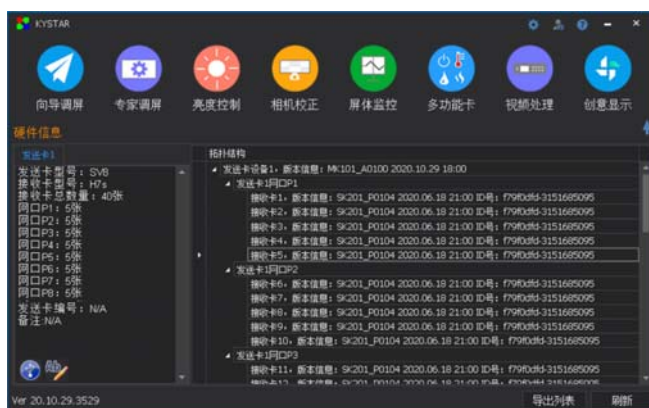 KYSTAR
向导调屏 专家调屏 亮度控制 相机校正 屏体监控 多功能卡 视频处理 创意显示
硬件信息
发送卡1
发送卡型号：SV8
接收卡型号：H7s
接收卡总数量：40张
网口P1：5张
网口P2：5张
网口P3：5张
网口P4：5张
网口P5：5张
网口P6：5张
网口P7：5张
网口P8：5张
发送卡编号：N/A
备注:N/A
拓扑结构
发送卡设备1，版本信息：MK101_A0100 2020.10.29 18:00
发送卡1网口P1
接收卡1，版本信息：SK201_P0104 2020.06.18 21:00 ID号：f79f0dfd-3151685095
接收卡2，版本信息：SK201_P0104 2020.06.18 21:00 ID号：f79f0dfd-3151685095
接收卡3，版本信息：SK201_P0104 2020.06.18 21:00 ID号：f79f0dfd-3151685095
接收卡4，版本信息：SK201_P0104 2020.06.18 21:00 ID号：f79f0dfd-3151685095
接收卡5，版本信息：SK201_P0104 2020.06.18 21:00 ID号：f79f0dfd-3151685095
发送卡1网口P2
接收卡6，版本信息：SK201_P0104 2020.06.18 21:00 ID号：f79f0dfd-3151685095
接收卡7，版本信息：SK201_P0104 2020.06.18 21:00 ID号：f79f0dfd-3151685095
接收卡8，版本信息：SK201_P0104 2020.06.18 21:00 ID号：f79f0dfd-3151685095
接收卡9，版本信息：SK201_P0104 2020.06.18 21:00 ID号：f79f0dfd-3151685095
接收卡10，版本信息：SK201_P0104 2020.06.18 21:00 ID号：f79f0dfd-3151685095
发送卡1网口P3
接收卡11，版本信息：SK201_P0104 2020.06.18 21:00 ID号：f79f0dfd-3151685095
接收卡12，版本信息：SK201_P0104 2020.06.18 21:00 ID号：f79f0dfd-3151685095
Ver 20.10.29.3529
导出列表 刷新